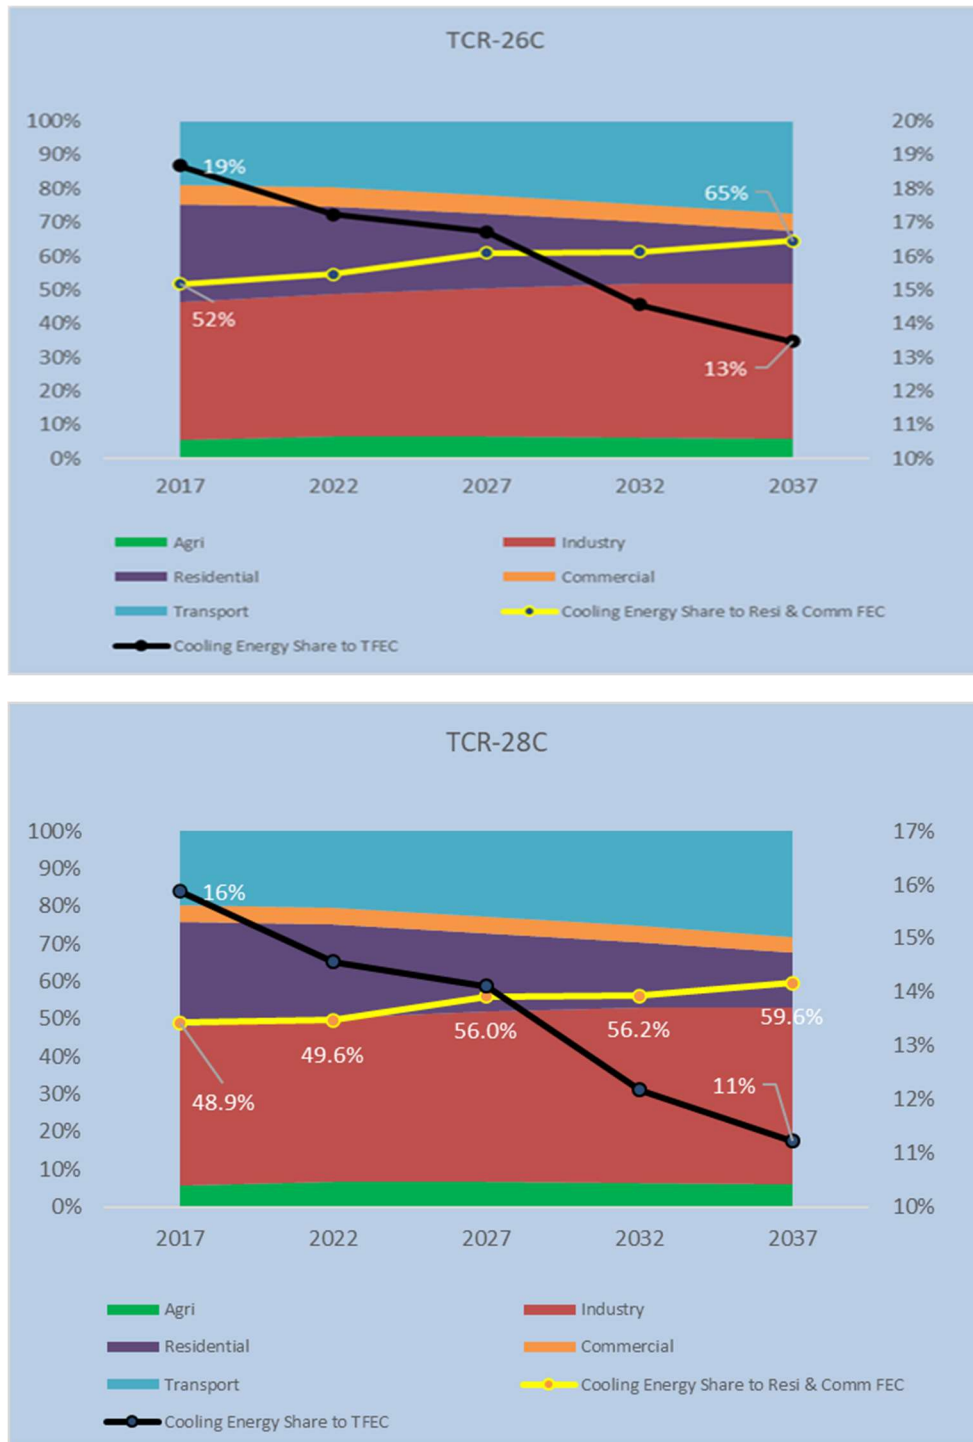 TCR-26C
100% 20%
90% 19%
19%
80% 65% 18%
70% 17%
60% 16%
50% 15%
52%
40% 14%
30% 13% 13%
20% 12%
10% 11%
0% 10%
2017 2022 2027 2032 2037
Agri Industry
Residential Commercial
Transport Cooling Energy Share to Resi & Comm FEC
Cooling Energy Share to TFEC
TCR-28C
100% 17%
90% 16% 16%
80%
70% 15%
60% 14%
50% 56.0% 56.2% 59.6%
49.6% 13%
40%
30% 48.9% 11% 12%
20%
10% 11%
0% 10%
2017 2022 2027 2032 2037
Agri Industry
Residential Commercial
Transport Cooling Energy Share to Resi & Comm FEC
Cooling Energy Share to TFEC